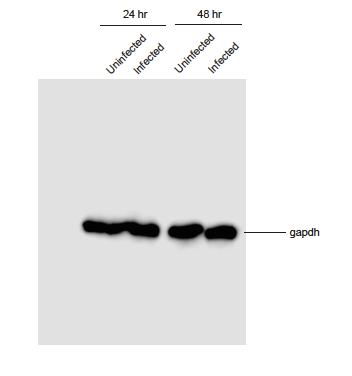 24 hr
48 hr
Uninfected
Infected
Uninfected
Infected
gapdh